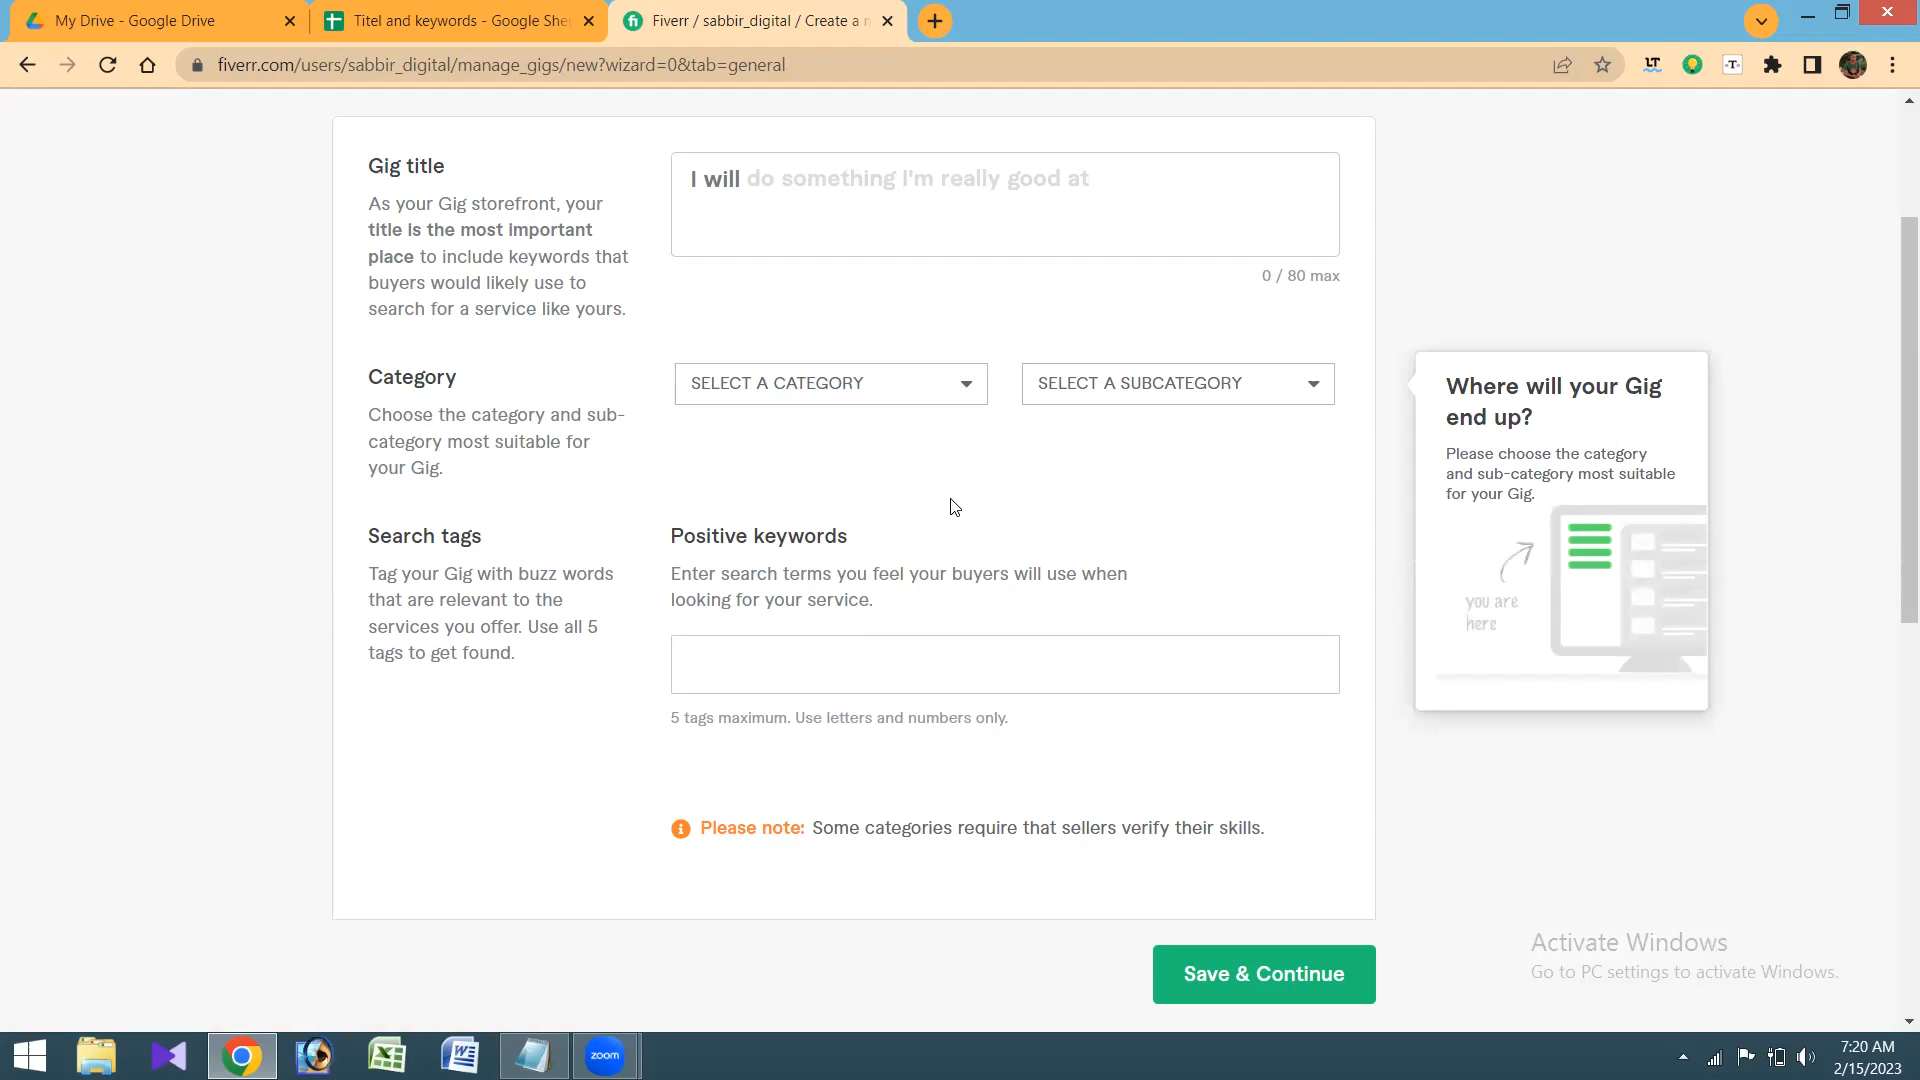 My Drive - Google Drive
Titel and keywords - Google She
Fiverr / sabbir_digital / Create a n
fiverr.com/users/sabbir_digital/manage_gigs/new?wizard=0&tab=general
Gig title
As your Gig storefront, your
title is the most important
place to include keywords that
buyers would likely use to
search for a service like yours.
I will do something I'm really good at
0 / 80 max
Category
Choose the category and sub-
category most suitable for
your Gig.
SELECT A CATEGORY
SELECT A SUBCATEGORY
Where will your Gig
end up?
Please choose the category
and sub-category most suitable
for your Gig.
you are
here
Search tags
Tag your Gig with buzz words
that are relevant to the
services you offer. Use all 5
tags to get found.
Positive keywords
Enter search terms you feel your buyers will use when
looking for your service.
5 tags maximum. Use letters and numbers only.
Please note: Some categories require that sellers verify their skills.
Save & Continue
Activate Windows
Go to PC settings to activate Windows.
zoom
7:20 AM
2/15/2023